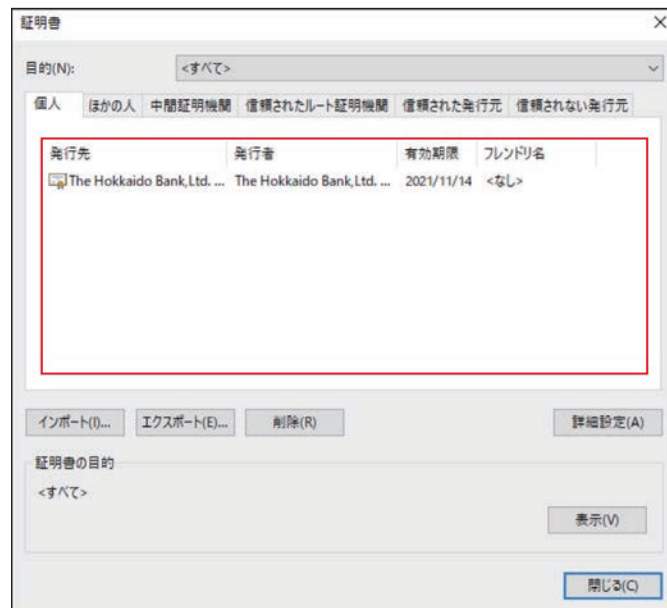 証明書
目的(N):
<すべて>
個人 ほかの人 中間証明機関 信頼されたルート証明機関 信頼された発行元 信頼されない発行元
発行先 発行者 有効期限 フレンドリ名
The Hokkaido Bank,Ltd. ... The Hokkaido Bank,Ltd. ... 2021/11/14 <なし>
インポート(I)... エクスポート(E)... 削除(R) 詳細設定(A)
証明書の目的
<すべて>
表示(V)
閉じる(C)